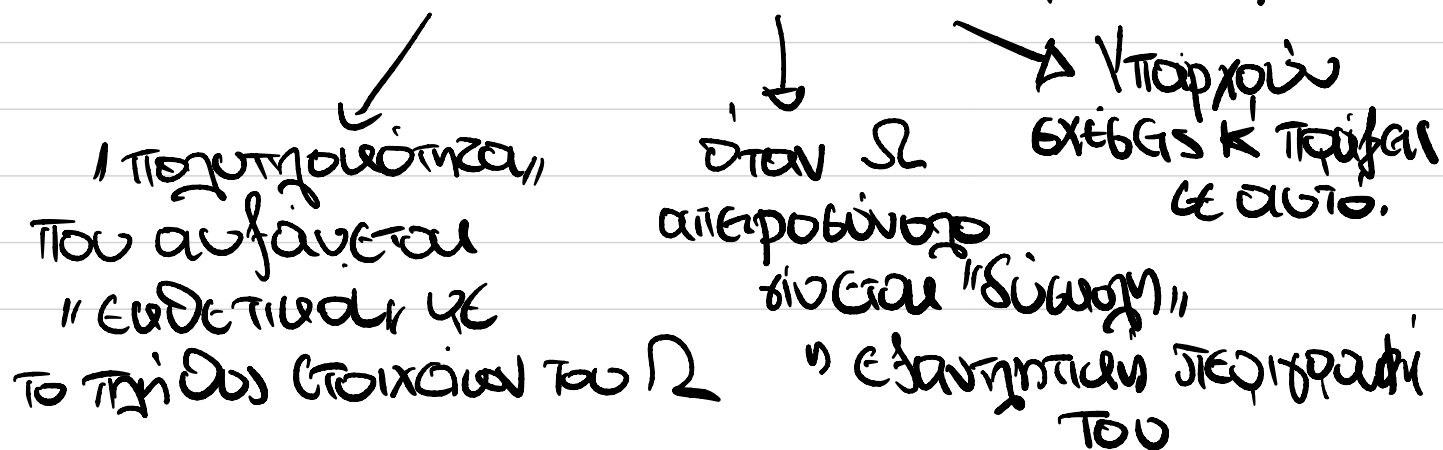 "πολυπλοκότητα"
που αυξάνεται
"εκθετικά" με
το πλήθος στοιχείων του Ω
όταν Ω
απειροσύνολο
γίνεται "δύσκολη"
η εξαντλητική περιγραφή
του
Υπάρχουν
σχέσεις κ πράξεις
σε αυτό.